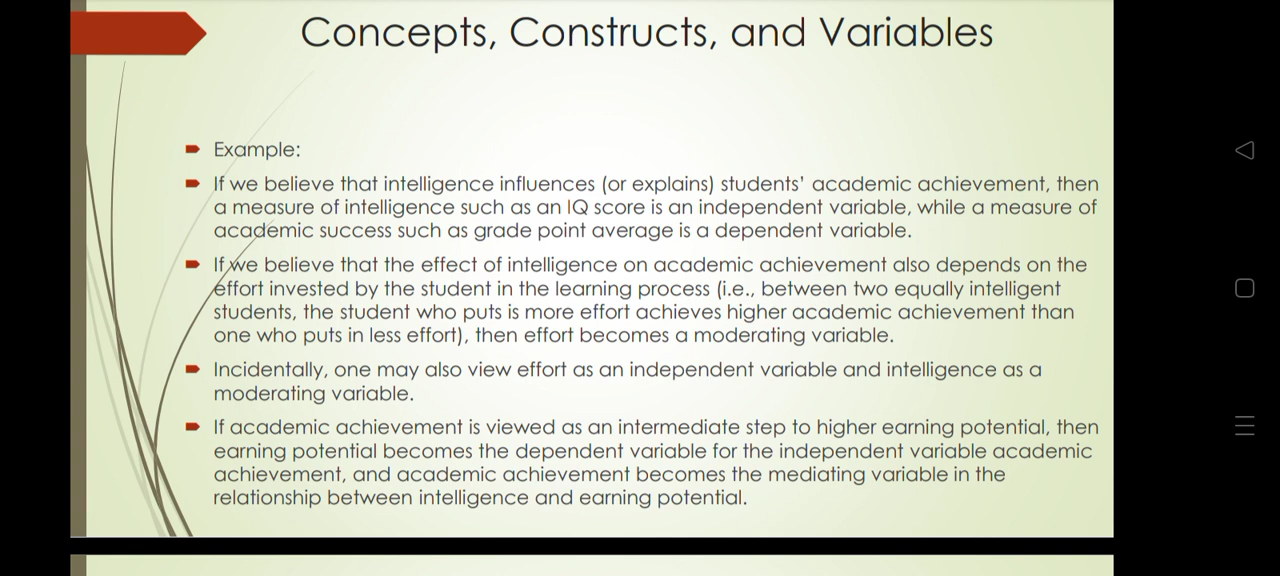 Concepts, Constructs, and Variables
Example:
If we believe that intelligence influences (or explains) students' academic achievement, then
a measure of intelligence such as an IQ score is an independent variable, while a measure of
academic success such as grade point average is a dependent variable.
If we believe that the effect of intelligence on academic achievement also depends on the
effort invested by the student in the learning process (i.e., between two equally intelligent
students, the student who puts is more effort achieves higher academic achievement than
one who puts in less effort), then effort becomes a moderating variable.
Incidentally, one may also view effort as an independent variable and intelligence as a
moderating variable.
If academic achievement is viewed as an intermediate step to higher earning potential, then
earning potential becomes the dependent variable for the independent variable academic
achievement, and academic achievement becomes the mediating variable in the
relationship between intelligence and earning potential.